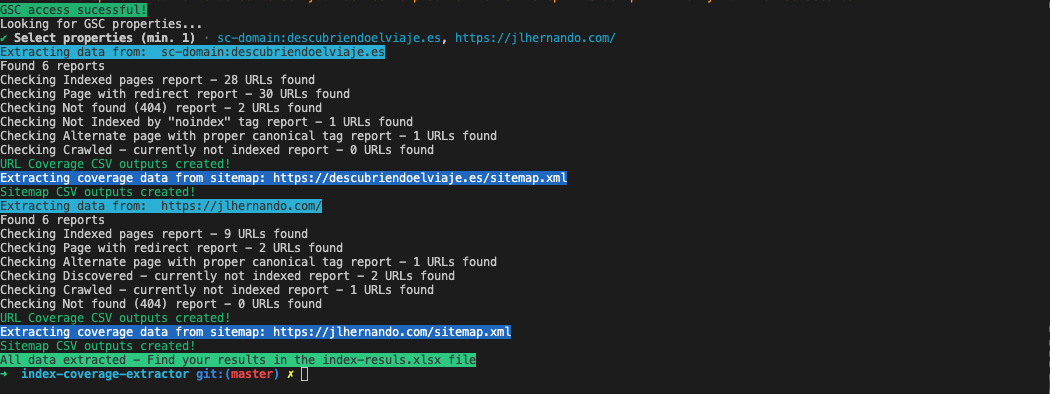 GSC access sucessful!
Looking for GSC properties...
✔ Select properties (min. 1) · sc-domain:descubriendoelviaje.es, https://jlhernando.com/
Extracting data from:  sc-domain:descubriendoelviaje.es
Found 6 reports
Checking Indexed pages report – 28 URLs found
Checking Page with redirect report – 30 URLs found
Checking Not found (404) report – 2 URLs found
Checking Not Indexed by "noindex" tag report – 1 URLs found
Checking Alternate page with proper canonical tag report – 1 URLs found
Checking Crawled – currently not indexed report – 0 URLs found
URL Coverage CSV outputs created!
Extracting coverage data from sitemap: https://descubriendoelviaje.es/sitemap.xml
Sitemap CSV outputs created!
Extracting data from:  https://jlhernando.com/
Found 6 reports
Checking Indexed pages report – 9 URLs found
Checking Page with redirect report – 2 URLs found
Checking Alternate page with proper canonical tag report – 1 URLs found
Checking Discovered – currently not indexed report – 2 URLs found
Checking Crawled – currently not indexed report – 1 URLs found
Checking Not found (404) report – 0 URLs found
URL Coverage CSV outputs created!
Extracting coverage data from sitemap: https://jlhernando.com/sitemap.xml
Sitemap CSV outputs created!
All data extracted – Find your results in the index-resuls.xlsx file
➜  index-coverage-extractor git:(master) ✗